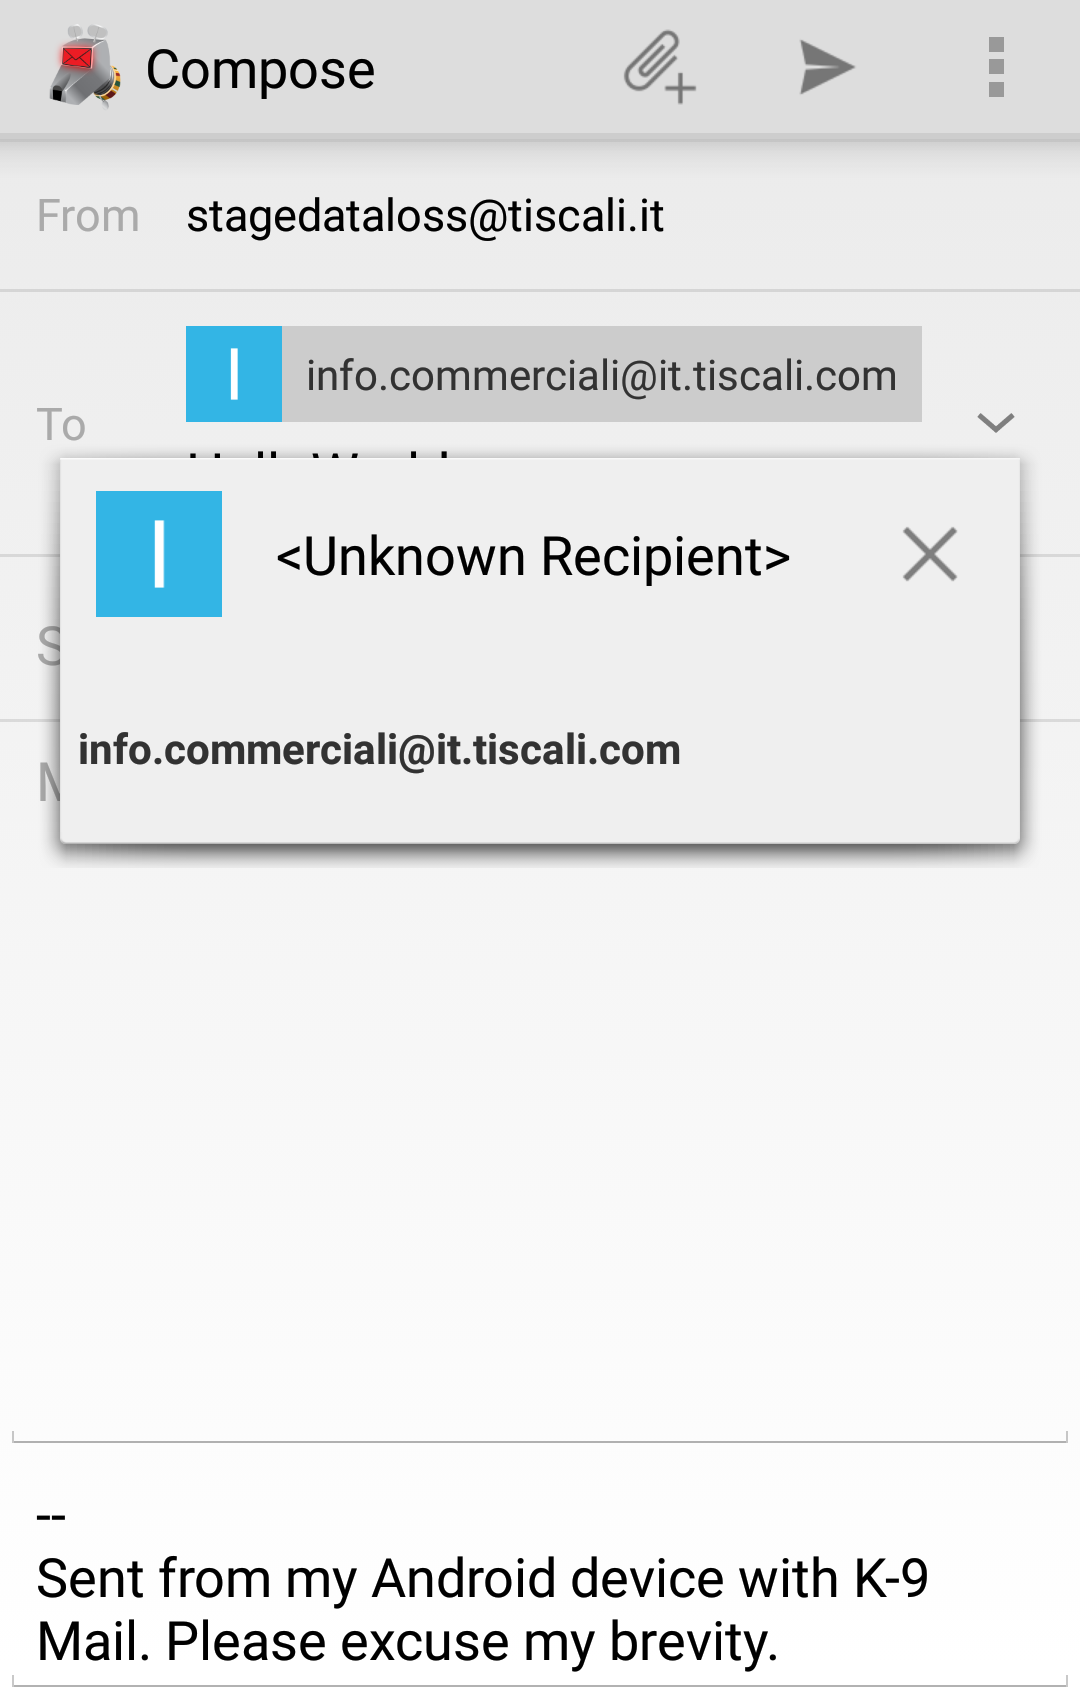 Compose
From stagedataloss@tiscali.it
I info.commerciali@it.tiscali.com
To
I <Unknown Recipient>
info.commerciali@it.tiscali.com
--
Sent from my Android device with K-9
Mail. Please excuse my brevity.